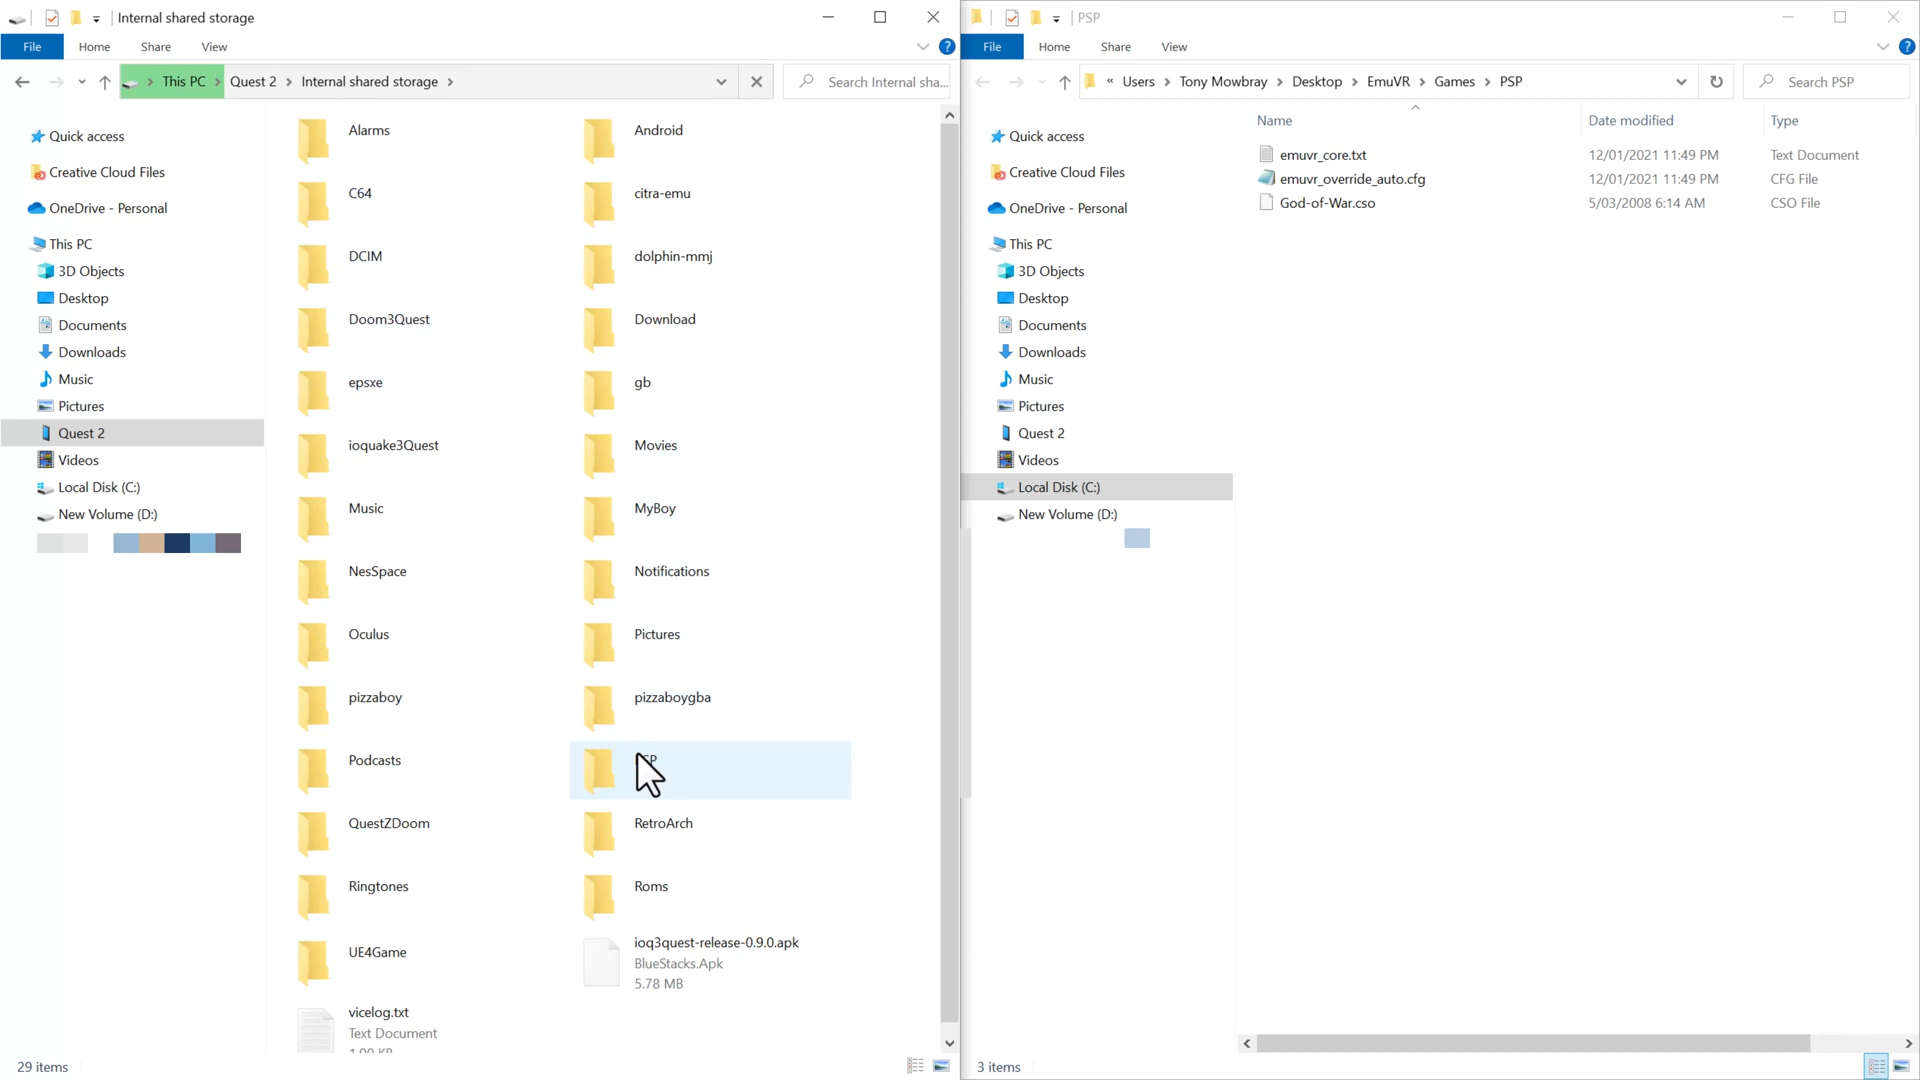 Internal shared storage
File
Home
Share
View
This PC
Quest 2
Internal shared storage
Search Internal sha...
Quick access
Creative Cloud Files
OneDrive - Personal
This PC
3D Objects
Desktop
Documents
Downloads
Music
Pictures
Quest 2
Videos
Local Disk (C:)
New Volume (D:)
Alarms
Android
C64
citra-emu
DCIM
dolphin-mmj
Doom3Quest
Download
epsxe
gb
ioquake3Quest
Movies
Music
MyBoy
NesSpace
Notifications
Oculus
Pictures
pizzaboy
pizzaboygba
Podcasts
QuestZDoom
RetroArch
Ringtones
Roms
UE4Game
ioq3quest-release-0.9.0.apk
BlueStacks.Apk
5.78 MB
vicelog.txt
Text Document
29 items
PSP
File
Home
Share
View
« Users
Tony Mowbray
Desktop
EmuVR
Games
PSP
Search PSP
Quick access
Creative Cloud Files
OneDrive - Personal
This PC
3D Objects
Desktop
Documents
Downloads
Music
Pictures
Quest 2
Videos
Local Disk (C:)
New Volume (D:)
Name
Date modified
Type
emuvr_core.txt
12/01/2021 11:49 PM
Text Document
emuvr_override_auto.cfg
12/01/2021 11:49 PM
CFG File
God-of-War.cso
5/03/2008 6:14 AM
CSO File
3 items